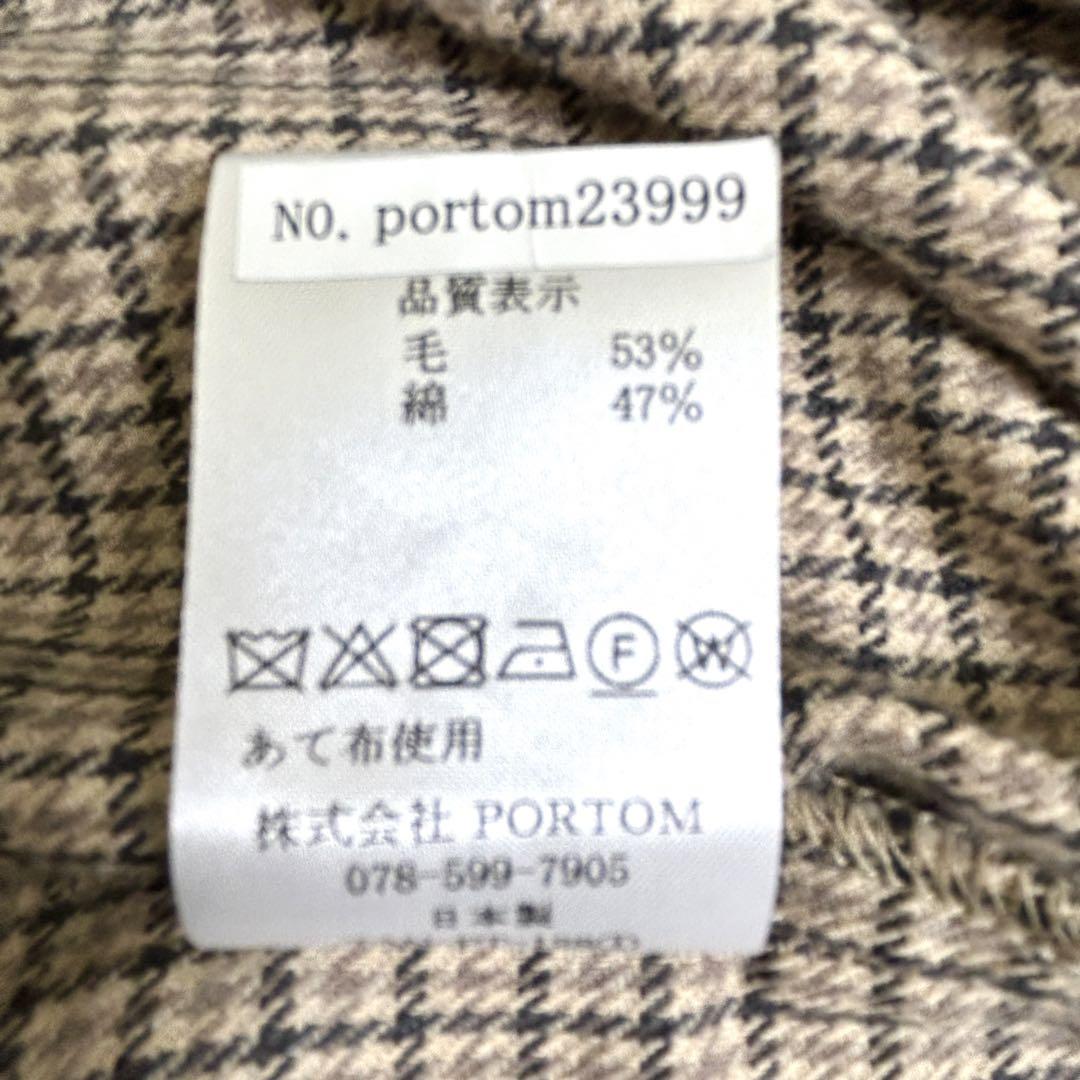 NO. portom23999
品質表示
毛 53%
綿 47%
F W
あて布使用
株式会社 PORTOM
078-599-7905
日本製